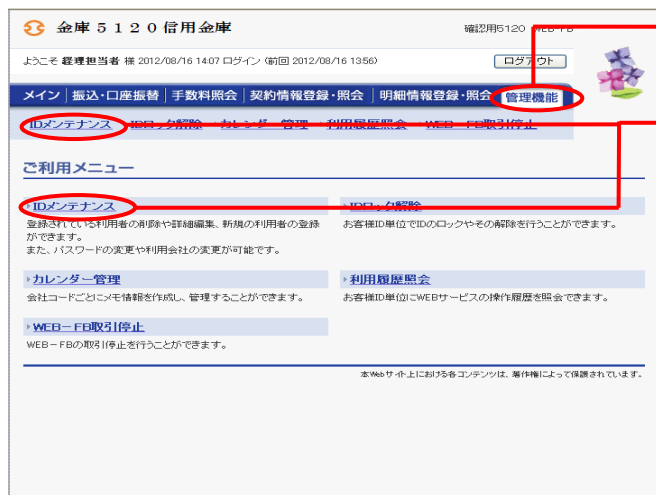 金庫５１２０信用金庫
確認用5120 WEB-FB
ようこそ 経理担当者 様 2012/08/16 14:07 ログイン (前回 2012/08/16 13:56)
ログアウト
メイン 振込・口座振替 手数料照会 契約情報登録・照会 明細情報登録・照会 管理機能
IDメンテナンス IDロック解除 カレンダー管理 利用履歴照会 WEB－FB取引停止
ご利用メニュー
IDメンテナンス
登録されている利用者の削除や詳細編集、新規の利用者の登録
ができます。
また、パスワードの変更や利用会社の変更が可能です。
IDロック解除
お客様ID単位でIDのロックやその解除を行うことができます。
カレンダー管理
会社コードごとにメモ情報を作成し、管理することができます。
利用履歴照会
お客様ID単位にWEBサービスの操作履歴を照会できます。
WEB－FB取引停止
WEB－FBの取引停止を行うことができます。
本Webサイト上における各コンテンツは、著作権によって保護されています。